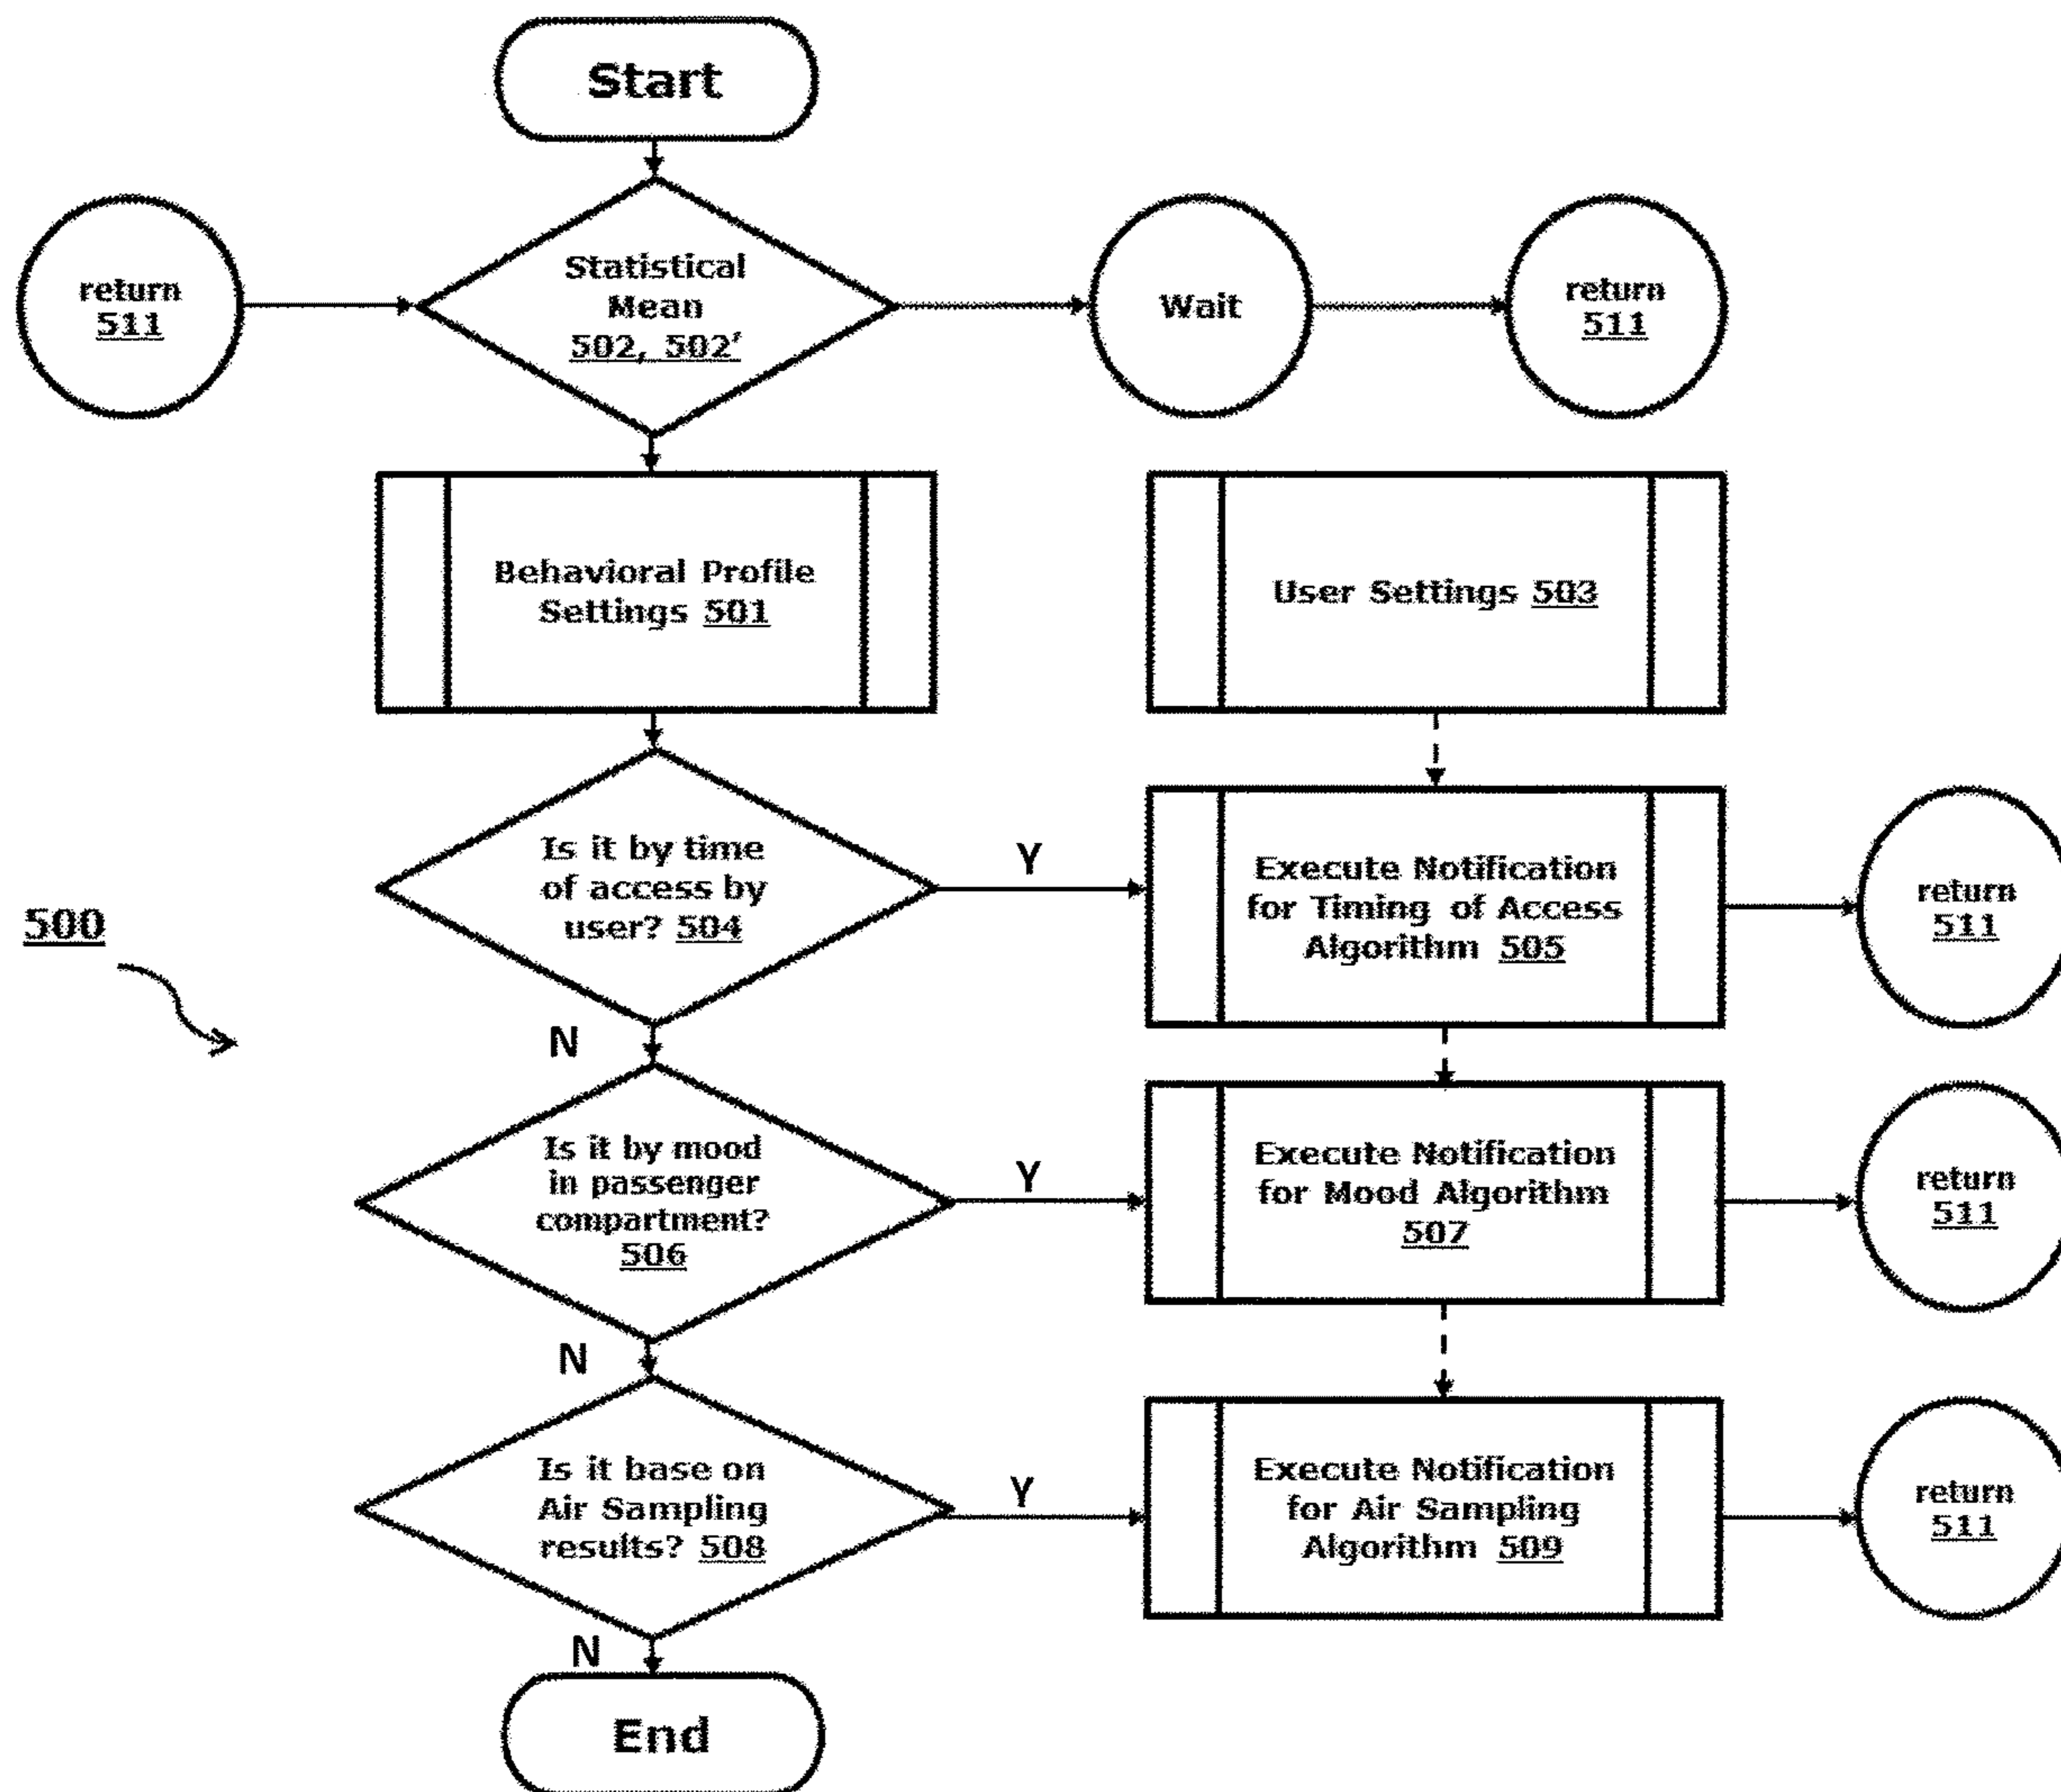 Start
return
511
Statistical
Mean
502, 502'
Wait
return
511
Behavioral Profile
Settings 501
User Settings 503
Is it by time
of access by
user? 504
Y
Execute Notification
for Timing of Access
Algorithm 505
return
511
500
N
Is it by mood
in passenger
compartment?
506
Y
Execute Notification
for Mood Algorithm
507
return
511
N
Is it base on
Air Sampling
results? 508
Y
Execute Notification
for Air Sampling
Algorithm 509
return
511
N
End